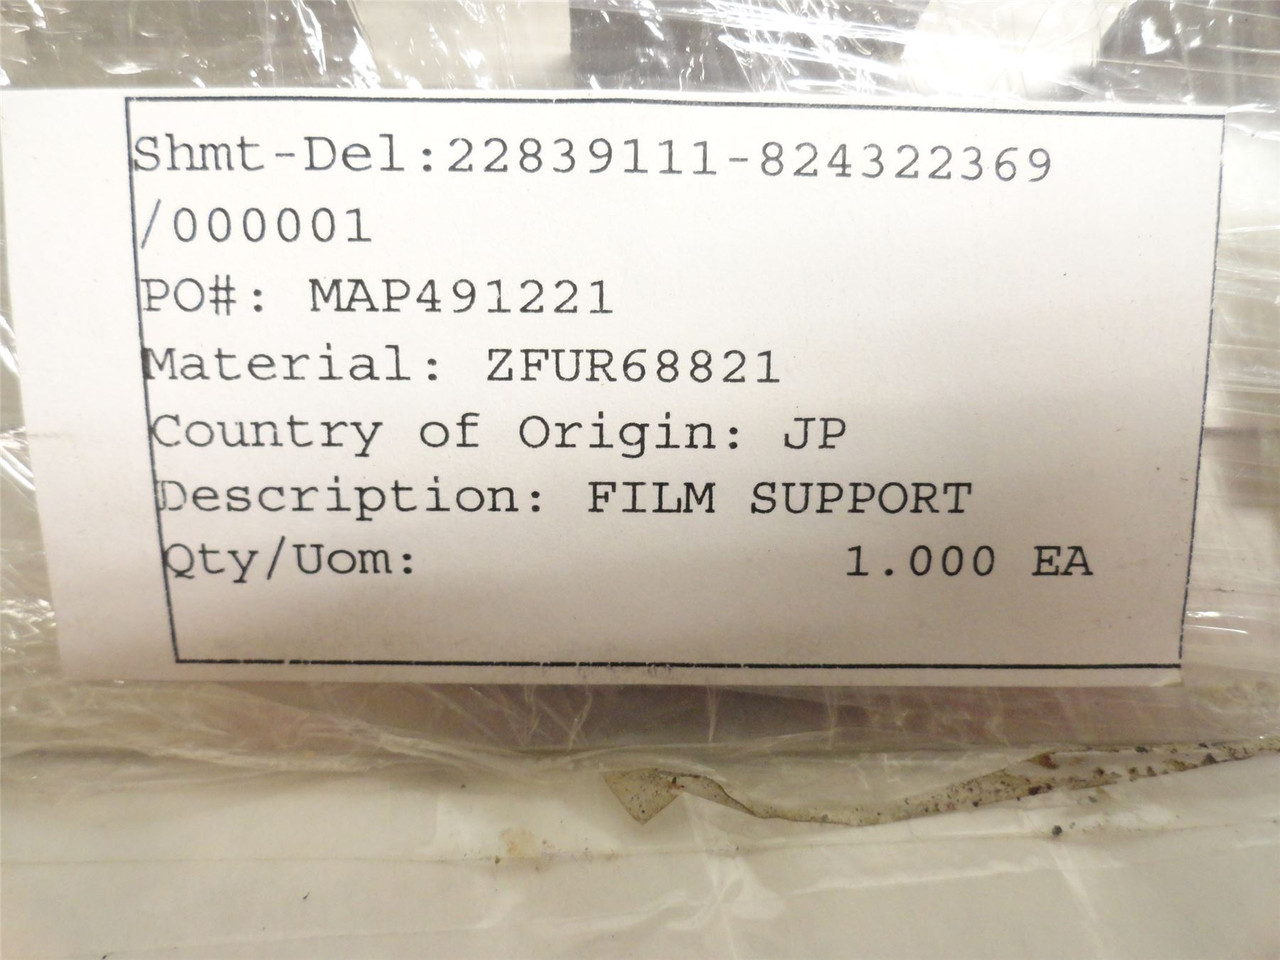 Shmt-Del:22839111-824322369
/000001
PO#: MAP491221
Material: ZFUR68821
Country of Origin: JP
Description: FILM SUPPORT
Qty/Uom: 1.000 EA